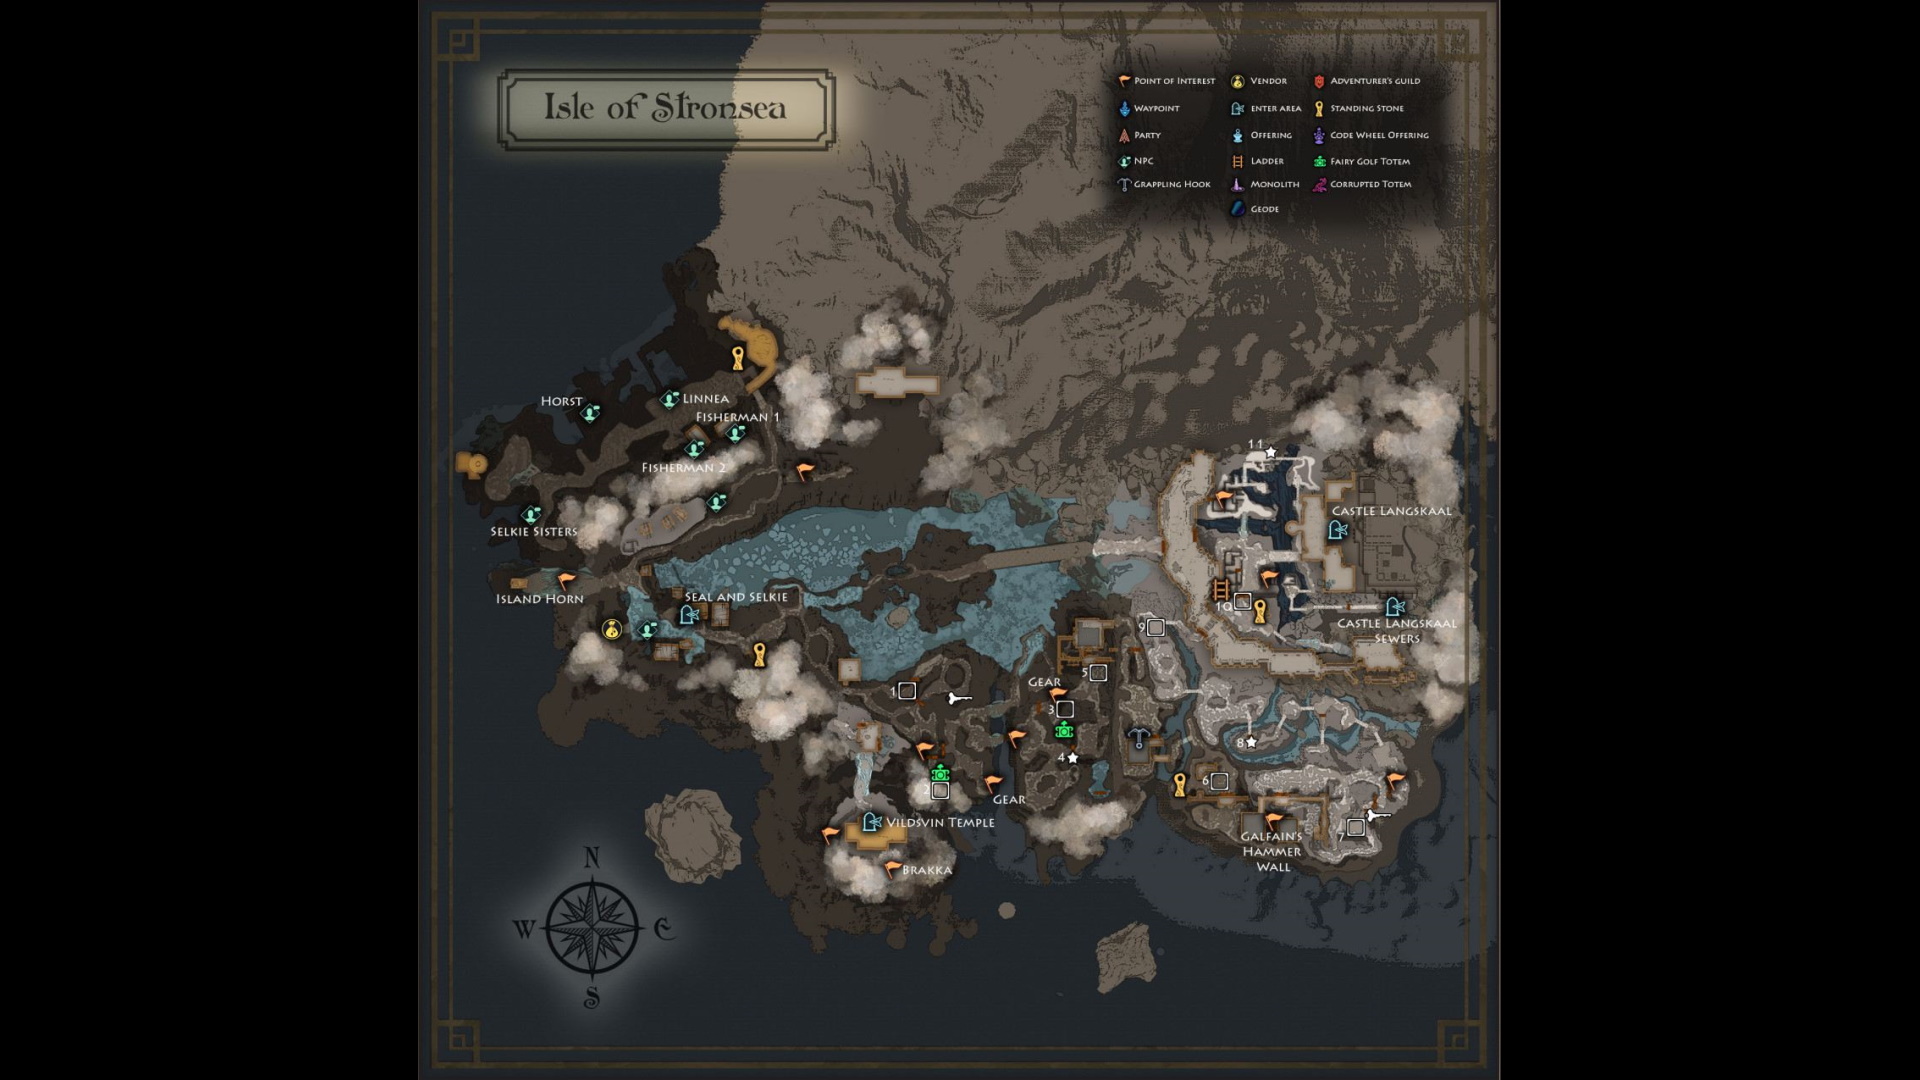 Isle of Stronsea
Point of Interest
Vendor
Adventurer's Guild
Waypoint
Enter Area
Standing Stone
Party
Offering
Code Wheel Offering
NPC
Ladder
Fairy Golf Totem
Grappling Hook
Monolith
Corrupted Totem
Geode
Horst
Linnea
Fisherman 1
Fisherman 2
Selkie Sisters
Island Horn
Seal and Selkie
11
Castle Langskaal
10
Castle Langskaal
Sewers
9
5
Gear
1
3
8
4
6
2
Gear
Vildsvin Temple
7
Galfain's
Hammer
Wall
Brakka
N
W
E
S